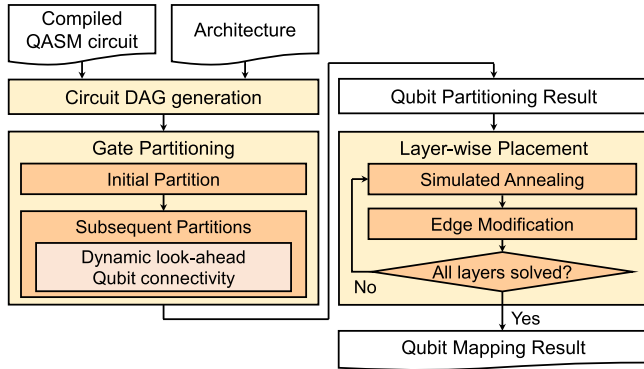 Compiled
QASM circuit
Architecture
Circuit DAG generation
Gate Partitioning
Initial Partition
Subsequent Partitions
Dynamic look-ahead
Qubit connectivity
Qubit Partitioning Result
Layer-wise Placement
Simulated Annealing
Edge Modification
All layers solved?
No
Yes
Qubit Mapping Result